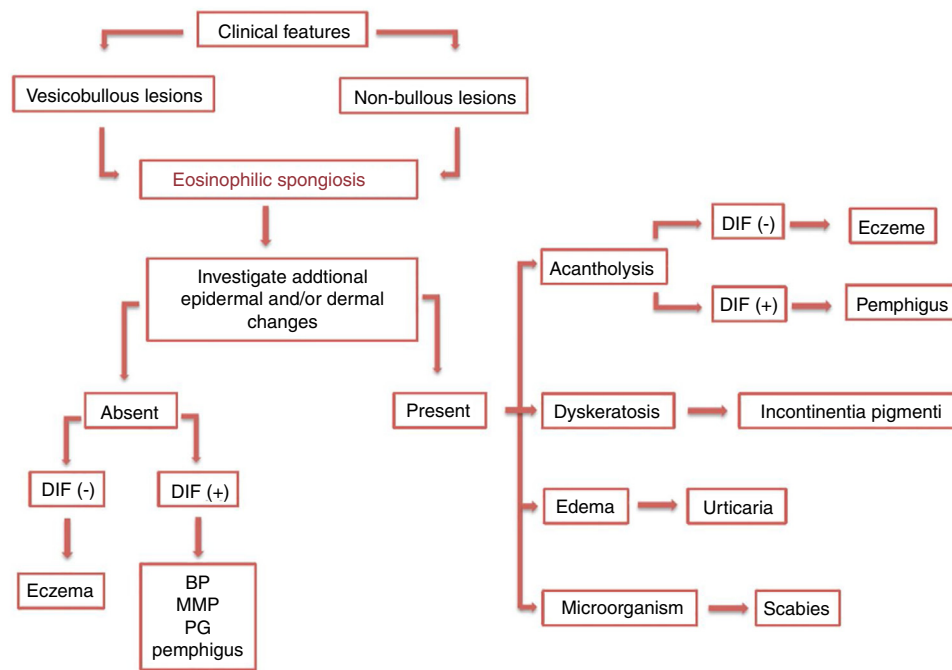 Clinical features
Vesicobullous lesions
Non-bullous lesions
Eosinophilic spongiosis
Investigate addtional
epidermal and/or dermal
changes
Absent
Present
DIF (-)
DIF (+)
Eczema
BP
MMP
PG
pemphigus
Acantholysis
DIF (-)
Eczeme
DIF (+)
Pemphigus
Dyskeratosis
Incontinentia pigmenti
Edema
Urticaria
Microorganism
Scabies